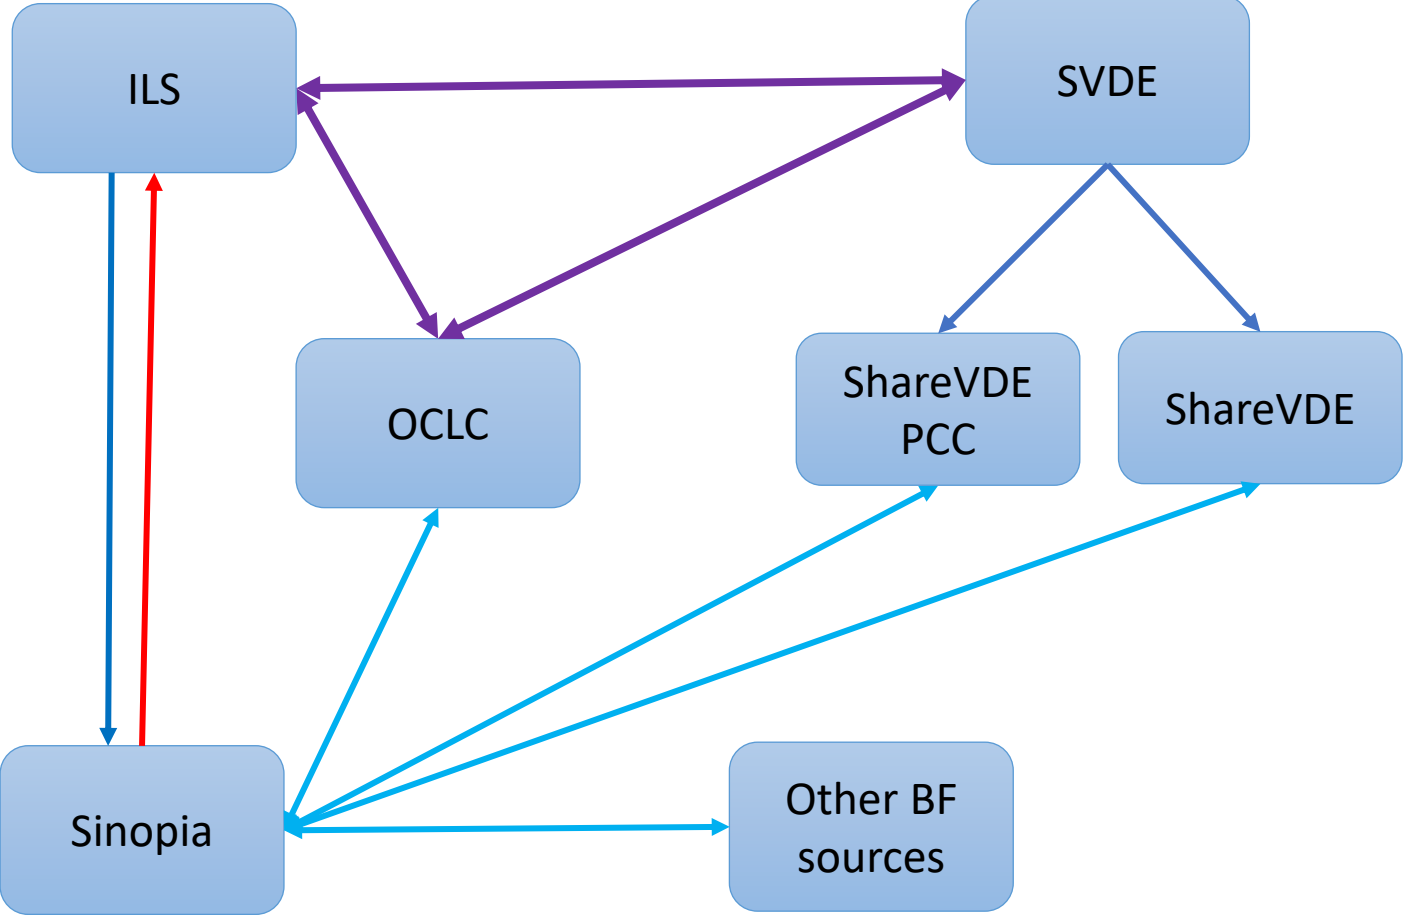 ILS
SVDE
OCLC
ShareVDE
PCC
ShareVDE
Sinopia
Other BF
sources